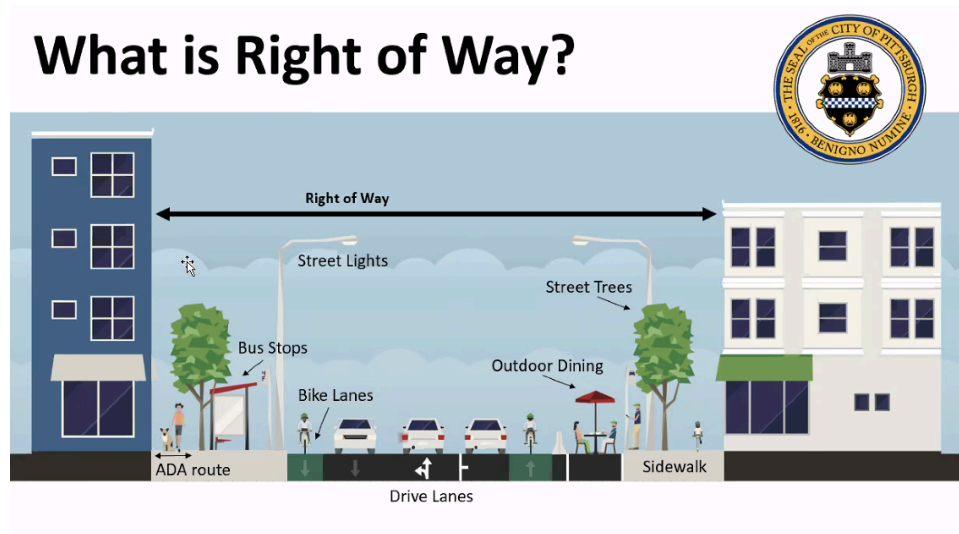 What is Right of Way?
THE SEAL OF THE CITY OF PITTSBURGH
1816 · BENIGNO NUMINE
Right of Way
Street Lights
Street Trees
Bus Stops
Outdoor Dining
Bike Lanes
ADA route
Sidewalk
Drive Lanes